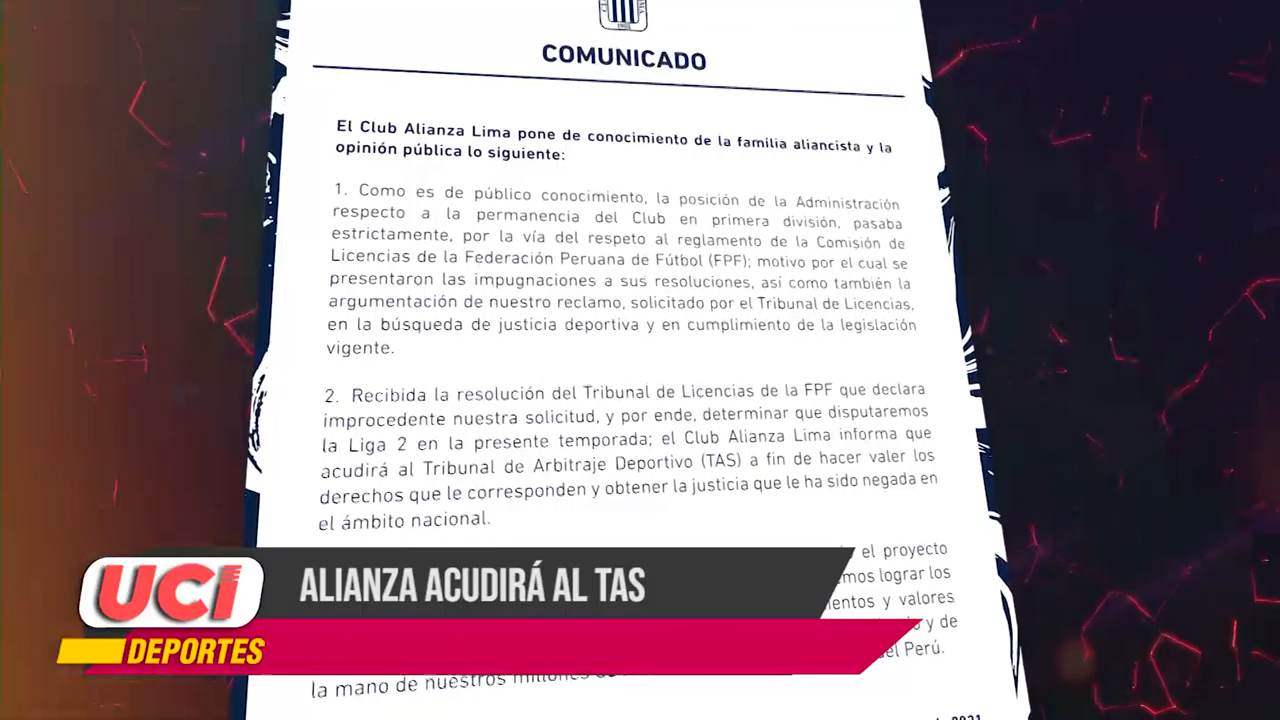 1901
COMUNICADO
El Club Alianza Lima pone de conocimiento de la familia aliancista y la
opinión pública lo siguiente:
1. Como es de público conocimiento, la posición de la Administración
respecto a la permanencia del Club en primera división, pasaba
estrictamente, por la vía del respeto al reglamento de la Comisión de
Licencias de la Federación Peruana de Fútbol (FPF); motivo por el cual se
presentaron las impugnaciones a sus resoluciones, así como también la
argumentación de nuestro reclamo, solicitado por el Tribunal de Licencias,
en la búsqueda de justicia deportiva y en cumplimiento de la legislación
vigente.
2. Recibida la resolución del Tribunal de Licencias de la FPF que declara
improcedente nuestra solicitud, y por ende, determinar que disputaremos
la Liga 2 en la presente temporada; el Club Alianza Lima informa que
acudirá al Tribunal de Arbitraje Deportivo (TAS) a fin de hacer valer los
derechos que le corresponden y obtener la justicia que le ha sido negada en
el ámbito nacional.
el proyecto
lograr los
y valores
y de
del Perú.
la mano de nuestros millones de
2021
UCI
DEPORTES
ALIANZA ACUDIRÁ AL TAS